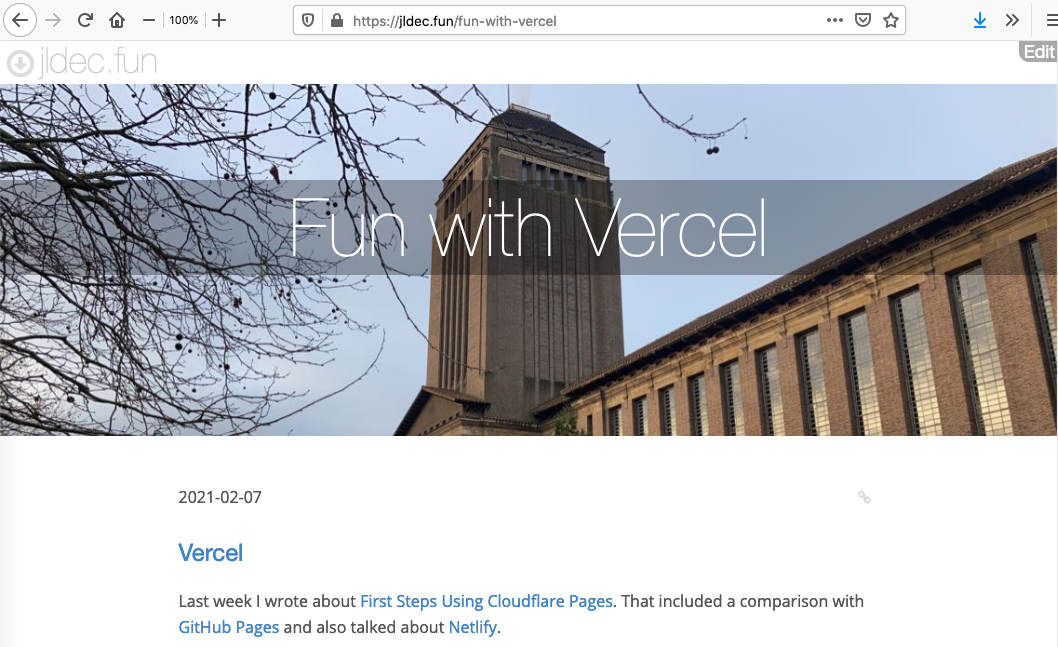 100%
https://jldec.fun/fun-with-vercel
jldec.fun
Edit
Fun with Vercel
2021-02-07
Vercel
Last week I wrote about First Steps Using Cloudflare Pages. That included a comparison with
GitHub Pages and also talked about Netlify.